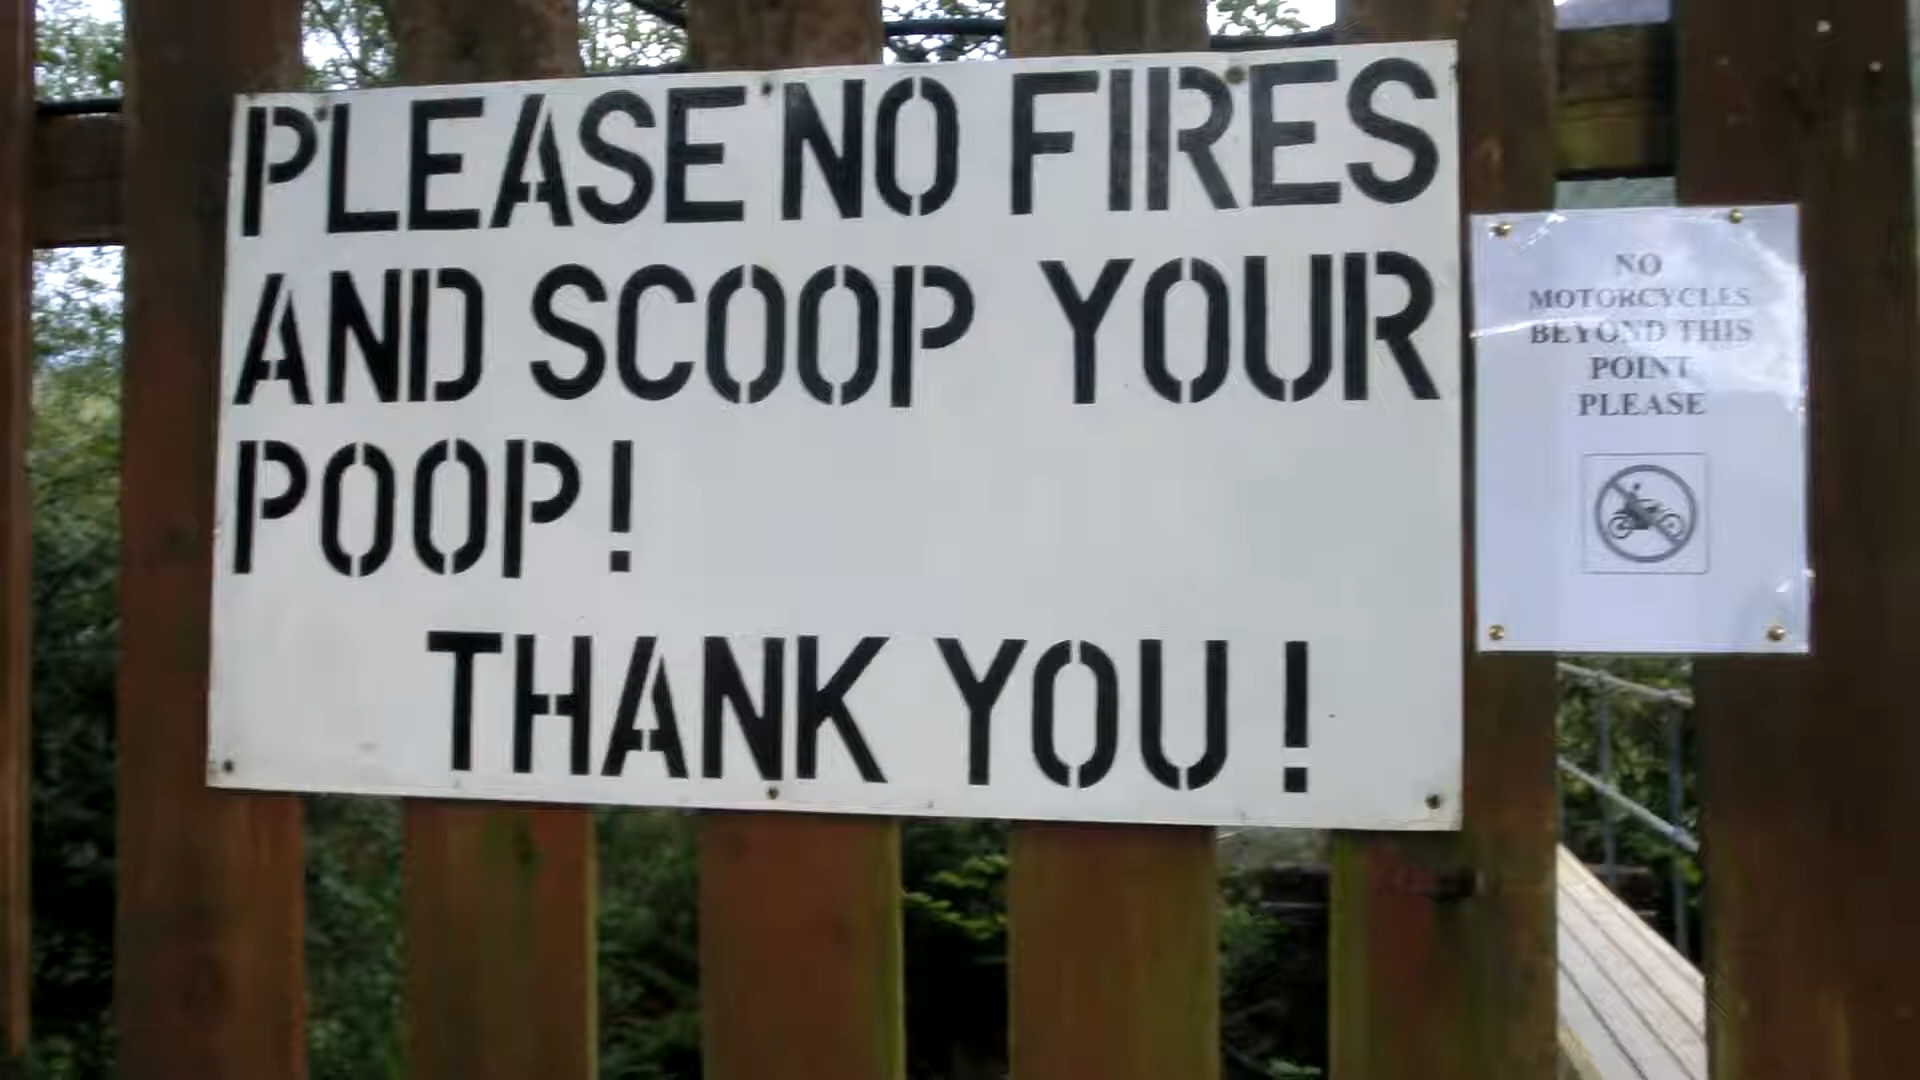 PLEASE NO FIRES
AND SCOOP YOUR
POOP!
THANK YOU!
NO
MOTORCYCLES
BEYOND THIS
POINT
PLEASE